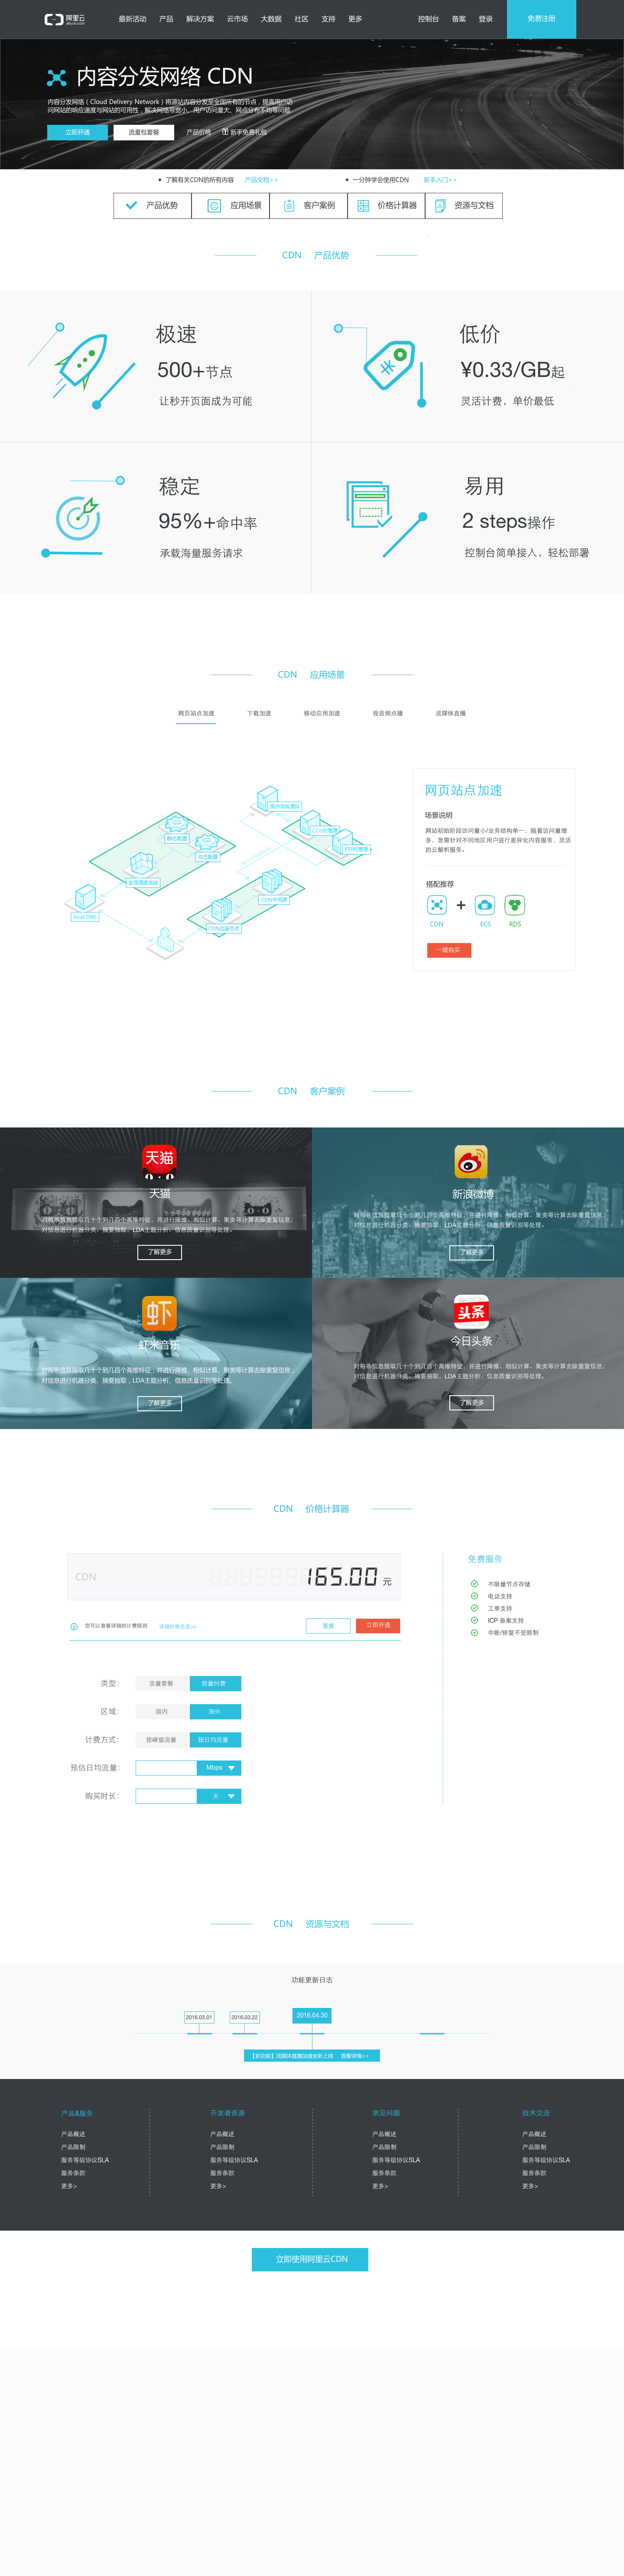 阿里云
aliyun.com
最新活动 产品 解决方案 云市场 大数据 社区 支持 更多 控制台 备案 登录 免费注册
内容分发网络 CDN
内容分发网络（Cloud Delivery Network）将源站内容分发至全国所有的节点，提高用户访
问网站的响应速度与网站的可用性，解决网络带宽小、用户访问量大、网点分布不均等问题
立即开通 流量包套餐 产品价格 新手免费礼包
了解有关CDN的所有内容 产品文档>> 一分钟学会使用CDN 新手入门>>
产品优势 应用场景 客户案例 价格计算器 资源与文档
CDN 产品优势
极速
500+节点
让秒开页面成为可能
低价
¥0.33/GB起
灵活计费，单价最低
稳定
95%+命中率
承载海量服务请求
易用
2 steps操作
控制台简单接入，轻松部署
CDN 应用场景
网页站点加速 下载加速 移动应用加速 视音频点播 流媒体直播
用户原有源站
静态配置
动态配置
全局调度系统
local DNS
CDN中间源
CDN边缘节点
网页站点加速
场景说明
网站初始阶段访问量小/业务结构单一，随着访问量增
多，急需针对不同地区用户进行差异化内容服务，灵活
的云解析服务。
搭配推荐
+
CDN ECS RDS
一键购买
CDN 客户案例
天猫
天猫
对每条信息提取几十个到几百个高维特征，并进行降维、相似计算、聚类等计算去除重复信息；
对信息进行机器分类、摘要抽取，LDA主题分析、信息质量识别等处理。
了解更多
新浪微博
对每条信息提取几十个到几百个高维特征，并进行降维、相似计算、聚类等计算去除重复信息；
对信息进行机器分类、摘要抽取，LDA主题分析、信息质量识别等处理。
了解更多
虾
虾米音乐
对每条信息提取几十个到几百个高维特征，并进行降维、相似计算、聚类等计算去除重复信息；
对信息进行机器分类、摘要抽取，LDA主题分析、信息质量识别等处理。
了解更多
头条
今日头条
对每条信息提取几十个到几百个高维特征，并进行降维、相似计算、聚类等计算去除重复信息；
对信息进行机器分类、摘要抽取，LDA主题分析、信息质量识别等处理。
了解更多
CDN 价格计算器
CDN 165.00 元
您可以查看详细的计费规则 详细价格总览>> 重置 立即开通
类型： 流量套餐 按量付费
区域： 国内 海外
计费方式： 按峰值流量 按日均流量
预估日均流量： Mbps
购买时长： 天
免费服务
不限量节点存储
电话支持
工单支持
ICP 备案支持
中断/修复不受限制
CDN 资源与文档
功能更新日志
2016.03.01 2016.03.22 2016.04.30
【新功能】流媒体直播加速全新上线 查看详情>>
产品&服务
产品概述
产品限制
服务等级协议SLA
服务条款
更多>
开发者资源
产品概述
产品限制
服务等级协议SLA
服务条款
更多>
常见问题
产品概述
产品限制
服务等级协议SLA
服务条款
更多>
技术交流
产品概述
产品限制
服务等级协议SLA
服务条款
更多>
立即使用阿里云CDN